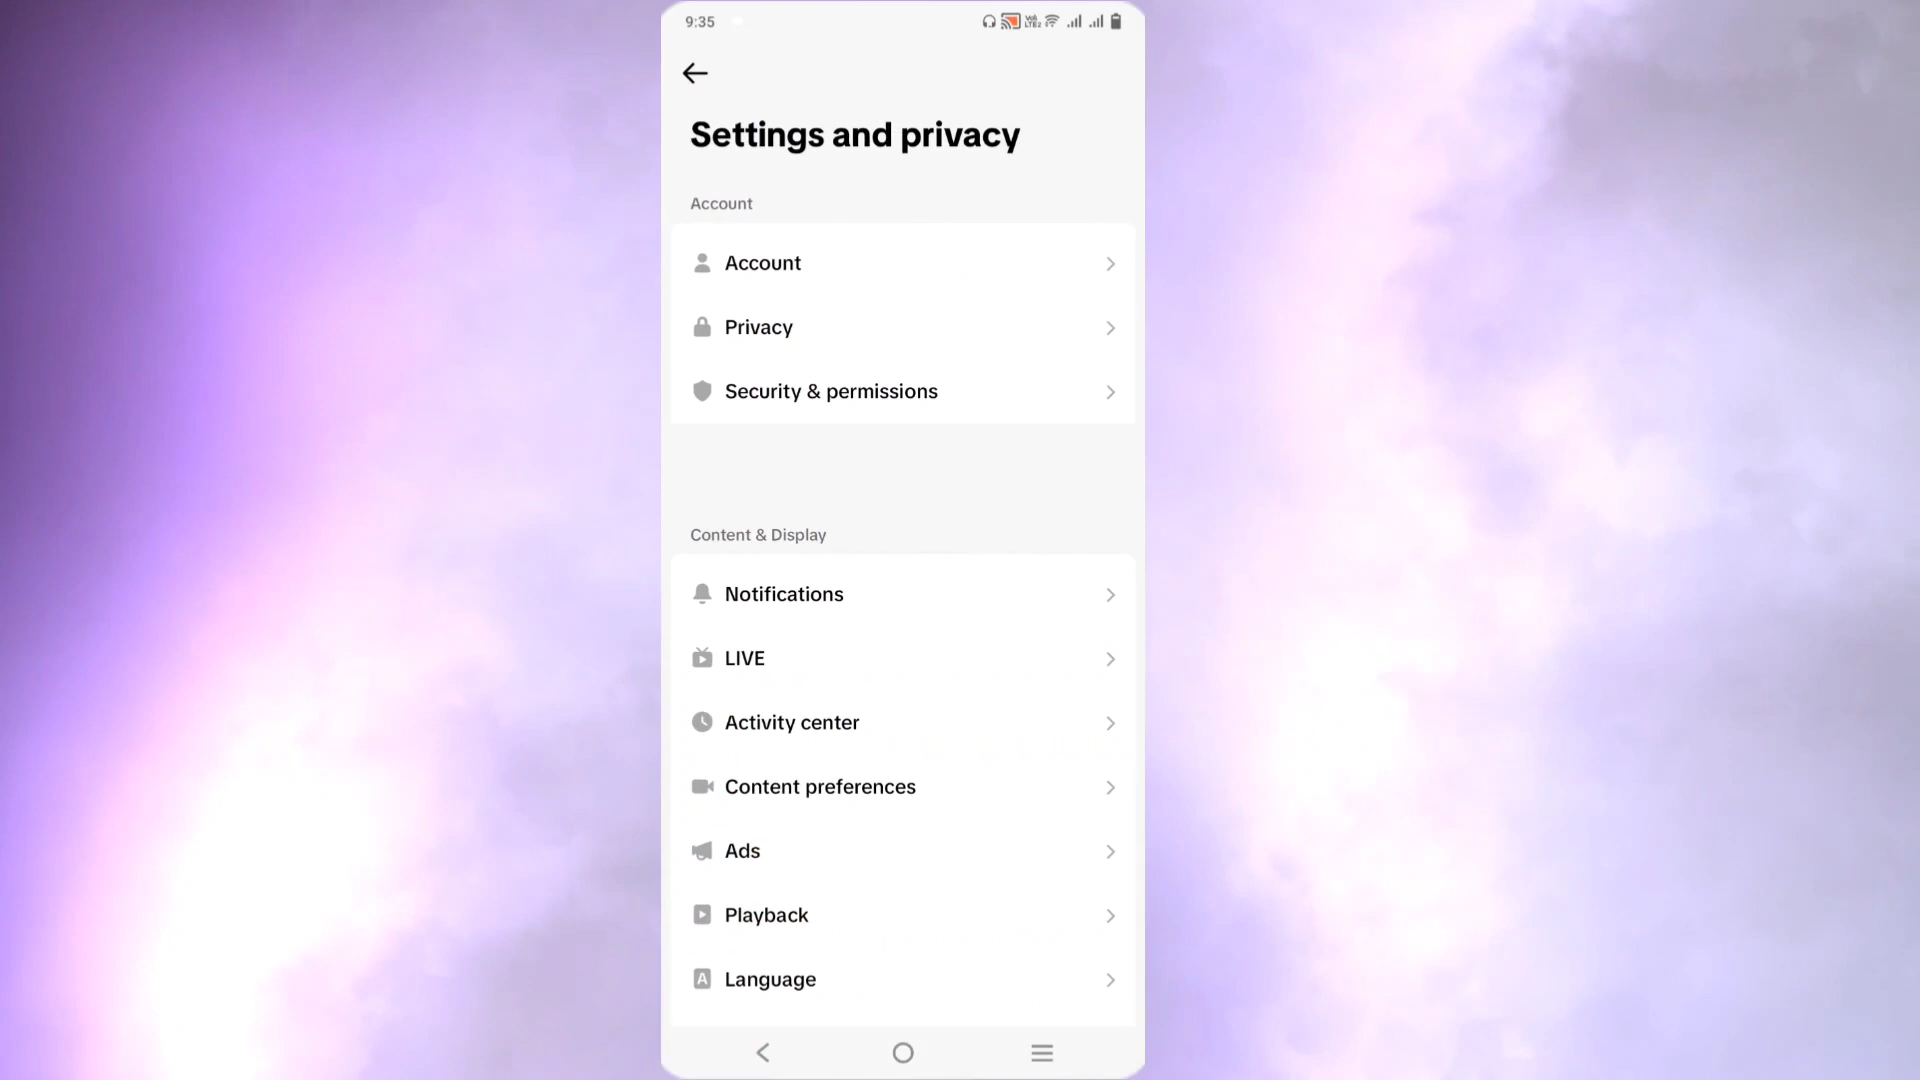 9:35
Settings and privacy
Account
Account
Privacy
Security & permissions
Content & Display
Notifications
LIVE
Activity center
Content preferences
Ads
Playback
A Language